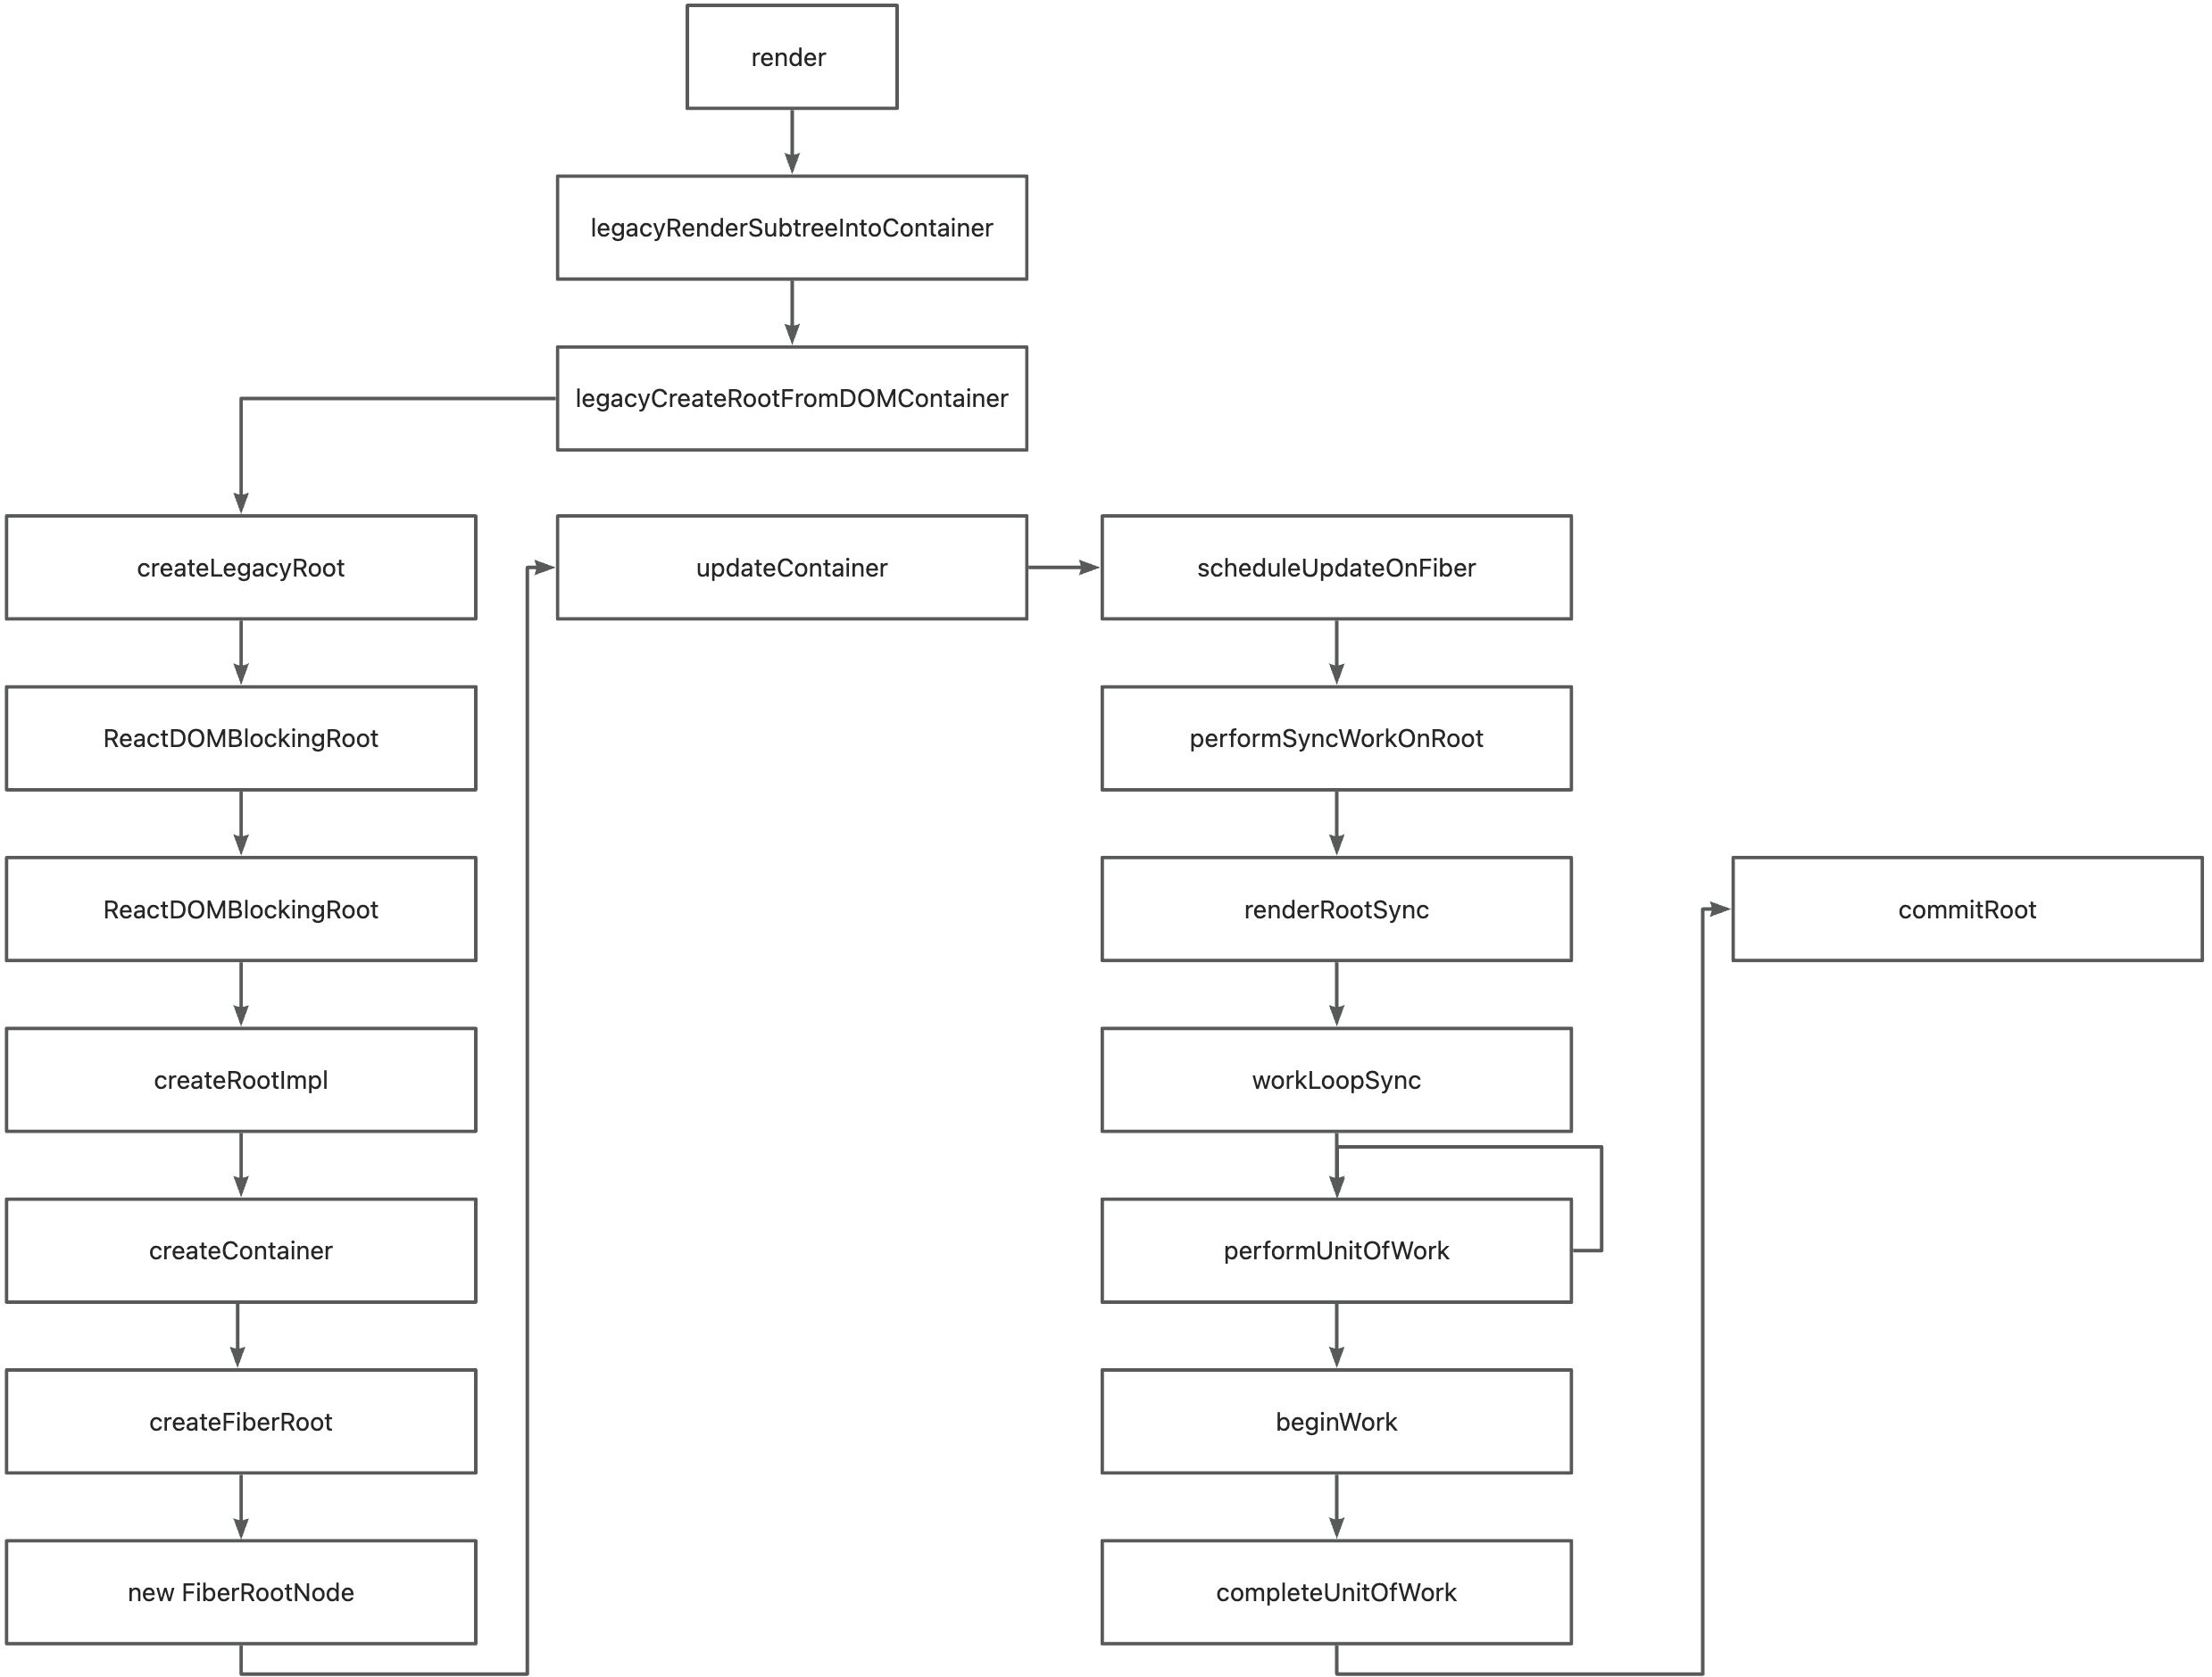 render
legacyRenderSubtreeIntoContainer
legacyCreateRootFromDOMContainer
createLegacyRoot
ReactDOMBlockingRoot
ReactDOMBlockingRoot
createRootImpl
createContainer
createFiberRoot
new FiberRootNode
updateContainer
scheduleUpdateOnFiber
performSyncWorkOnRoot
renderRootSync
workLoopSync
performUnitOfWork
beginWork
completeUnitOfWork
commitRoot